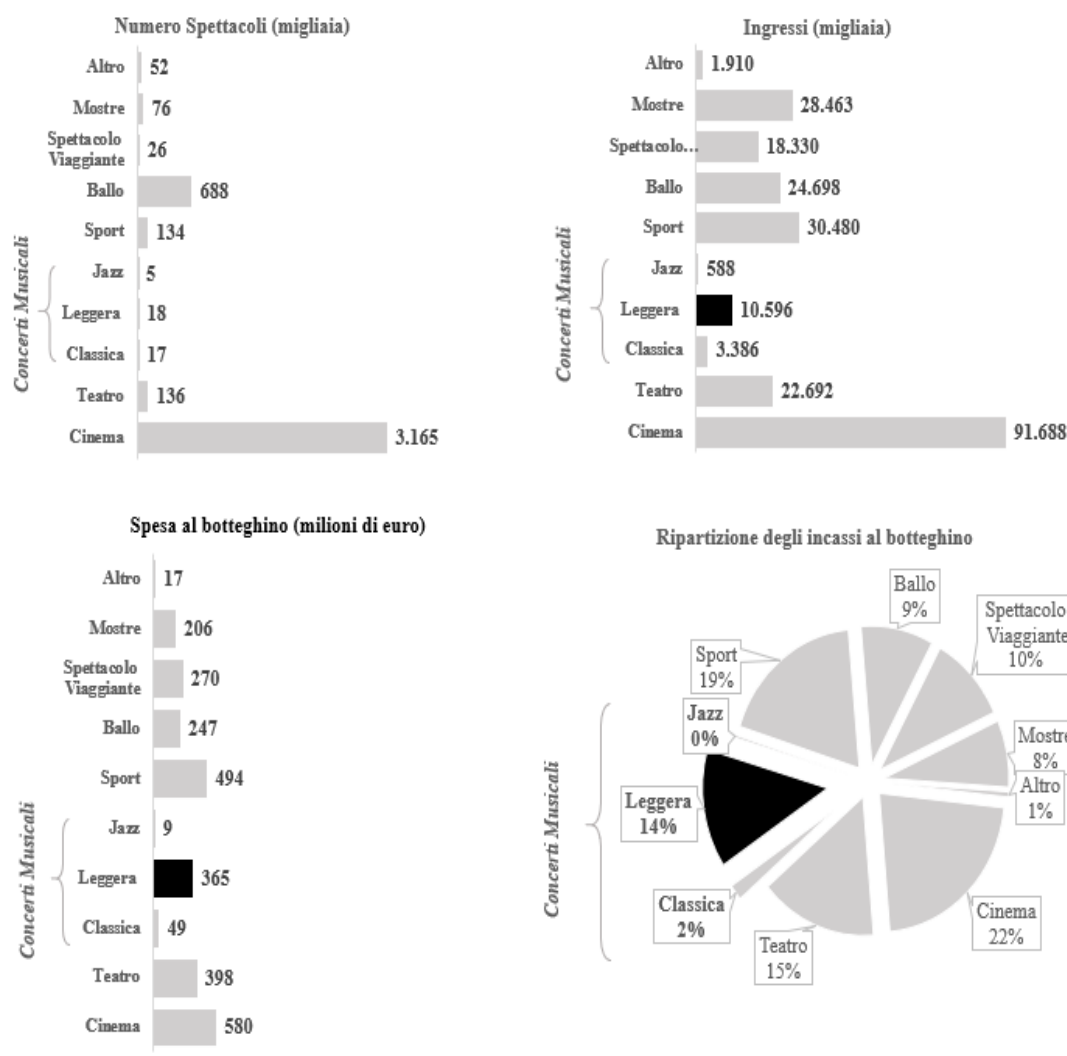 Numero Spettacoli (migliaia)
Altro 52
Mostre 76
Spettacolo
Viaggiante 26
Ballo 688
Sport 134
Concerti Musicali
Jazz 5
Leggera 18
Classica 17
Teatro 136
Cinema 3.165
Ingressi (migliaia)
Altro 1.910
Mostre 28.463
Spettacolo... 18.330
Ballo 24.698
Sport 30.480
Concerti Musicali
Jazz 588
Leggera 10.596
Classica 3.386
Teatro 22.692
Cinema 91.688
Spesa al botteghino (milioni di euro)
Altro 17
Mostre 206
Spettacolo
Viaggiante 270
Ballo 247
Sport 494
Concerti Musicali
Jazz 9
Leggera 365
Classica 49
Teatro 398
Cinema 580
Ripartizione degli incassi al botteghino
Ballo
9%
Spettacolo
Viaggiante
10%
Sport
19%
Jazz
0%
Mostre
8%
Altro
1%
Concerti Musicali
Leggera
14%
Classica
2%
Cinema
22%
Teatro
15%